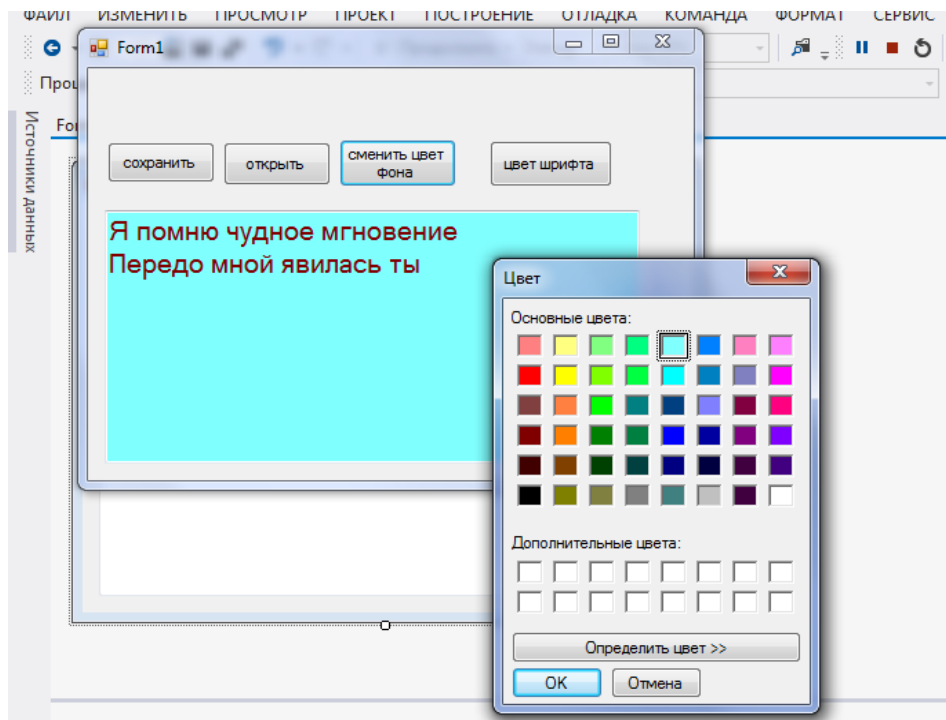 ФАЙЛ ИЗМЕНИТЬ ПРОСМОТР ПРОЕКТ ПОСТРОЕНИЕ ОТЛАДКА КОМАНДА ФОРМАТ СЕРВИС
Form1
Источники данных
сохранить
открыть
сменить цвет
фона
цвет шрифта
Я помню чудное мгновение
Передо мной явилась ты
Цвет
Основные цвета:
Дополнительные цвета:
Определить цвет >>
OK Отмена